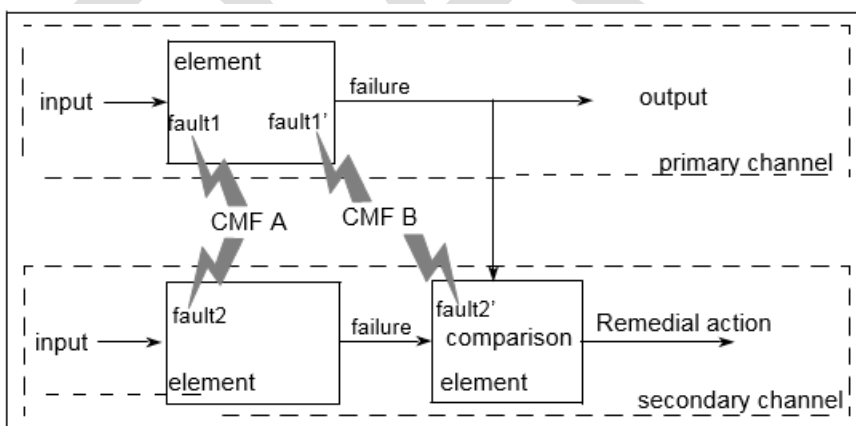 element
input
failure
output
fault1
fault1'
primary channel
CMF A
CMF B
fault2
fault2’
input
failure
comparison
Remedial action
element
element
secondary channel